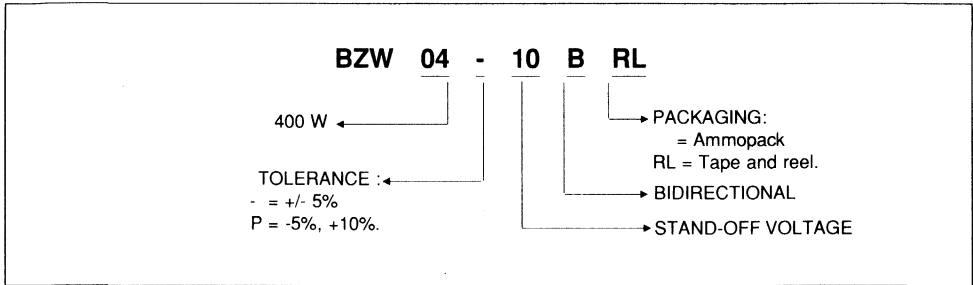 BZW 04 - 10 B RL
400 W
TOLERANCE :
- = +/- 5%
P = -5%, +10%.
PACKAGING:
= Ammopack
RL = Tape and reel.
BIDIRECTIONAL
STAND-OFF VOLTAGE